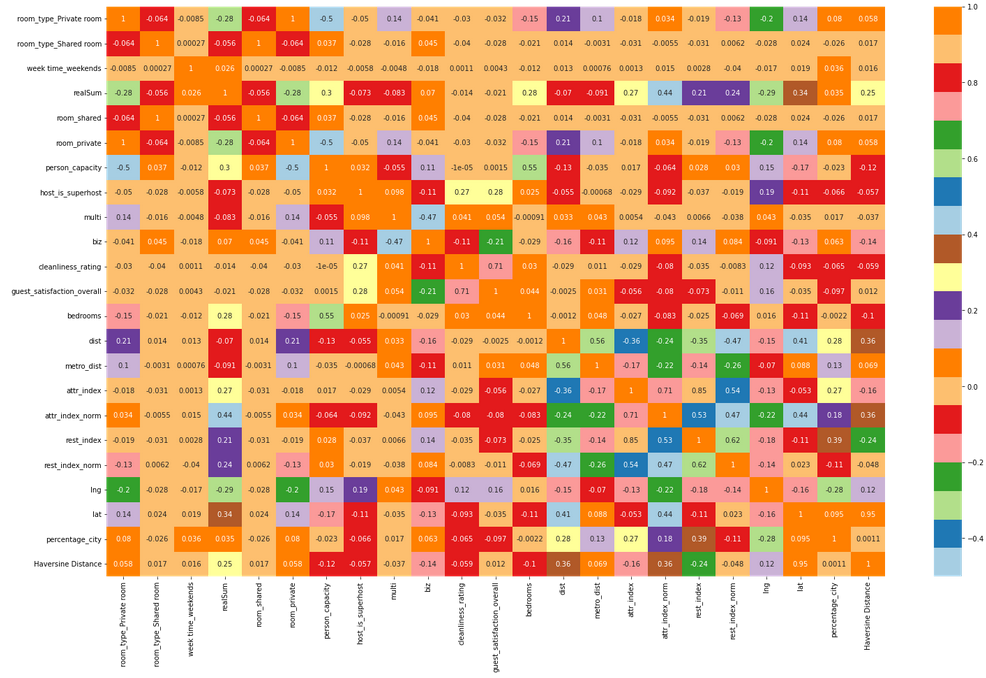 room_type_Private room 1 -0.064 -0.0085 -0.28 -0.064 1 -0.5 -0.05 0.14 -0.041 -0.03 -0.032 -0.15 0.21 0.1 -0.018 0.034 -0.019 -0.13 -0.2 0.14 0.08 0.058
room_type_Shared room -0.064 1 0.00027 -0.056 1 -0.064 0.037 -0.028 -0.016 0.045 -0.04 -0.028 -0.021 0.014 -0.0031 -0.031 -0.0055 -0.031 0.0062 -0.028 0.024 -0.026 0.017
week time_weekends -0.0085 0.00027 1 0.026 0.00027 -0.0085 -0.012 -0.0058 -0.0048 -0.018 0.0011 0.0043 -0.012 0.013 0.00076 0.0013 0.015 0.0028 -0.04 -0.017 0.019 0.036 0.016
realSum -0.28 -0.056 0.026 1 -0.056 -0.28 0.3 -0.073 -0.083 0.07 -0.014 -0.021 0.28 -0.07 -0.091 0.27 0.44 0.21 0.24 -0.29 0.34 0.035 0.25
room_shared -0.064 1 0.00027 -0.056 1 -0.064 0.037 -0.028 -0.016 0.045 -0.04 -0.028 -0.021 0.014 -0.0031 -0.031 -0.0055 -0.031 0.0062 -0.028 0.024 -0.026 0.017
room_private 1 -0.064 -0.0085 -0.28 -0.064 1 -0.5 -0.05 0.14 -0.041 -0.03 -0.032 -0.15 0.21 0.1 -0.018 0.034 -0.019 -0.13 -0.2 0.14 0.08 0.058
person_capacity -0.5 0.037 -0.012 0.3 0.037 -0.5 1 0.032 -0.055 0.11 -1e-05 0.0015 0.55 -0.13 -0.035 0.017 -0.064 0.028 0.03 0.15 -0.17 -0.023 -0.12
host_is_superhost -0.05 -0.028 -0.0058 -0.073 -0.028 -0.05 0.032 1 0.098 -0.11 0.27 0.28 0.025 -0.055 -0.00068 -0.029 -0.092 -0.037 -0.019 0.19 -0.11 -0.066 -0.057
multi 0.14 -0.016 -0.0048 -0.083 -0.016 0.14 -0.055 0.098 1 -0.47 0.041 0.054 -0.00091 0.033 0.043 0.0054 -0.043 0.0066 -0.038 0.043 -0.035 0.017 -0.037
biz -0.041 0.045 -0.018 0.07 0.045 -0.041 0.11 -0.11 -0.47 1 -0.11 -0.21 -0.029 -0.16 -0.11 0.12 0.095 0.14 0.084 -0.091 -0.13 0.063 -0.14
cleanliness_rating -0.03 -0.04 0.0011 -0.014 -0.04 -0.03 -1e-05 0.27 0.041 -0.11 1 0.71 0.03 -0.029 0.011 -0.029 -0.08 -0.035 -0.0083 0.12 -0.093 -0.065 -0.059
guest_satisfaction_overall -0.032 -0.028 0.0043 -0.021 -0.028 -0.032 0.0015 0.28 0.054 -0.21 0.71 1 0.044 -0.0025 0.031 -0.056 -0.08 -0.073 -0.011 0.16 -0.035 -0.097 0.012
bedrooms -0.15 -0.021 -0.012 0.28 -0.021 -0.15 0.55 0.025 -0.00091 -0.029 0.03 0.044 1 -0.0012 0.048 -0.027 -0.083 -0.025 -0.069 0.016 -0.11 -0.0022 -0.1
dist 0.21 0.014 0.013 -0.07 0.014 0.21 -0.13 -0.055 0.033 -0.16 -0.029 -0.0025 -0.0012 1 0.56 -0.36 -0.24 -0.35 -0.47 0.15 0.41 0.28 0.36
metro_dist 0.1 -0.0031 0.00076 -0.091 -0.0031 0.1 -0.035 -0.00068 0.043 -0.11 0.011 0.031 0.048 0.56 1 -0.17 -0.22 -0.14 -0.26 -0.07 0.088 0.13 0.069
attr_index -0.018 -0.031 0.0013 0.27 -0.031 -0.018 0.017 -0.029 0.0054 0.12 -0.029 -0.056 -0.027 -0.36 -0.17 1 0.71 0.85 0.54 -0.13 -0.053 0.27 -0.16
attr_index_norm 0.034 -0.0055 0.015 0.44 -0.0055 0.034 -0.064 -0.092 -0.043 0.095 -0.08 -0.08 -0.083 -0.24 -0.22 0.71 1 0.53 0.47 -0.22 0.44 0.18 0.36
rest_index -0.019 -0.031 0.0028 0.21 -0.031 -0.019 0.028 -0.037 0.0066 0.14 -0.035 -0.073 -0.025 -0.35 -0.14 0.85 0.53 1 0.62 -0.18 -0.11 0.39 -0.24
rest_index_norm -0.13 0.0062 -0.04 0.24 0.0062 -0.13 0.03 -0.019 -0.038 0.084 -0.0083 -0.011 -0.069 -0.47 -0.26 0.54 0.47 0.62 1 -0.14 0.023 -0.11 -0.048
lng -0.2 -0.028 -0.017 -0.29 -0.028 -0.2 0.15 0.19 0.043 -0.091 0.12 0.16 0.016 0.15 -0.07 -0.13 -0.22 -0.18 -0.14 1 -0.16 -0.28 0.12
lat 0.14 0.024 0.019 0.34 0.024 0.14 -0.17 -0.11 -0.035 -0.13 -0.093 -0.035 -0.11 0.41 0.088 -0.053 0.44 -0.11 0.023 -0.16 1 0.095 0.95
percentage_city 0.08 -0.026 0.036 0.035 -0.026 0.08 -0.023 -0.066 0.017 0.063 -0.065 -0.097 -0.0022 0.28 0.13 0.27 0.18 0.39 -0.11 -0.28 0.095 1 0.0011
Haversine Distance 0.058 0.017 0.016 0.25 0.017 0.058 -0.12 -0.057 -0.037 -0.14 -0.059 0.012 -0.1 0.36 0.069 -0.16 0.36 -0.24 -0.048 0.12 0.95 0.0011 1
room_type_Private room
room_type_Shared room
week time_weekends
realSum
room_shared
room_private
person_capacity
host_is_superhost
multi
biz
cleanliness_rating
guest_satisfaction_overall
bedrooms
dist
metro_dist
attr_index
attr_index_norm
rest_index
rest_index_norm
lng
lat
percentage_city
Haversine Distance
1.0
0.8
0.6
0.4
0.2
0.0
-0.2
-0.4